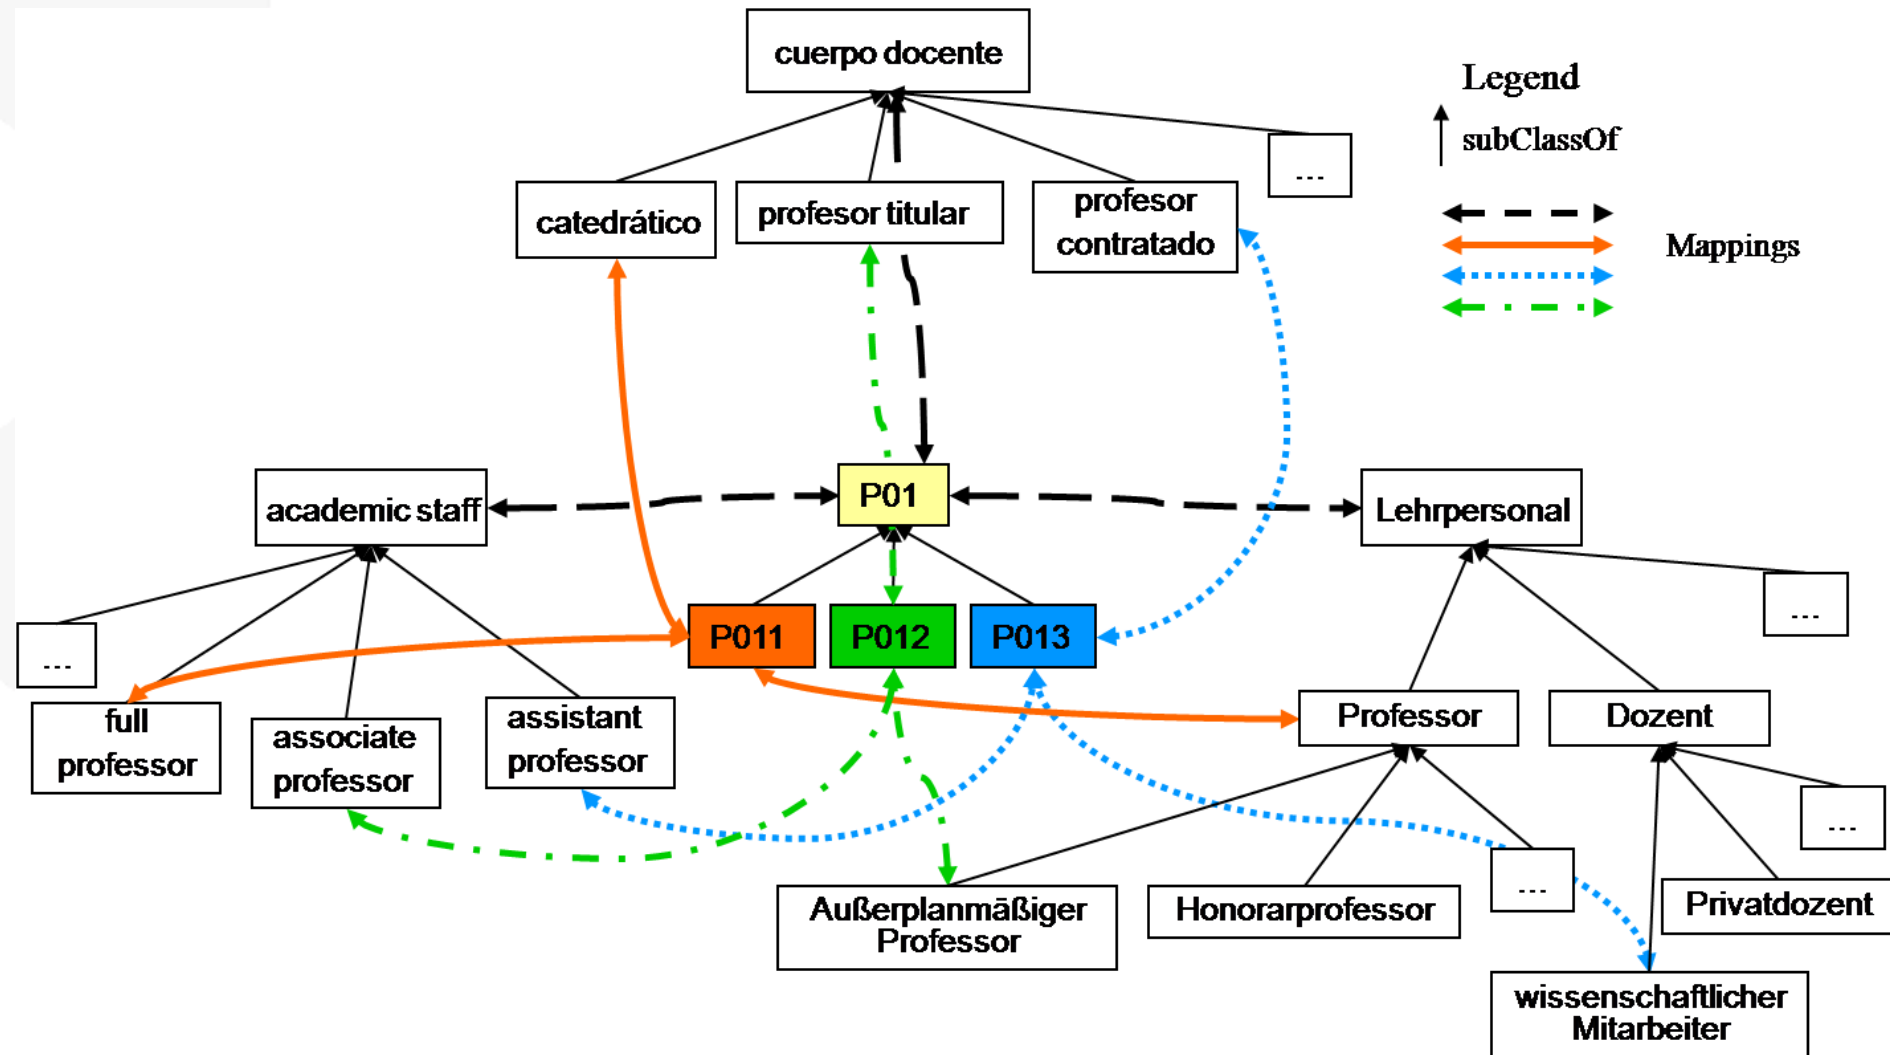 cuerpo docente
Legend
subClassOf
...
catedrático
profesor titular
profesor
contratado
Mappings
academic staff
P01
Lehrpersonal
...
...
P011
P012
P013
full
professor
associate
professor
assistant
professor
Professor
Dozent
...
...
Außerplanmäßiger
Professor
Honorarprofessor
Privatdozent
wissenschaftlicher
Mitarbeiter